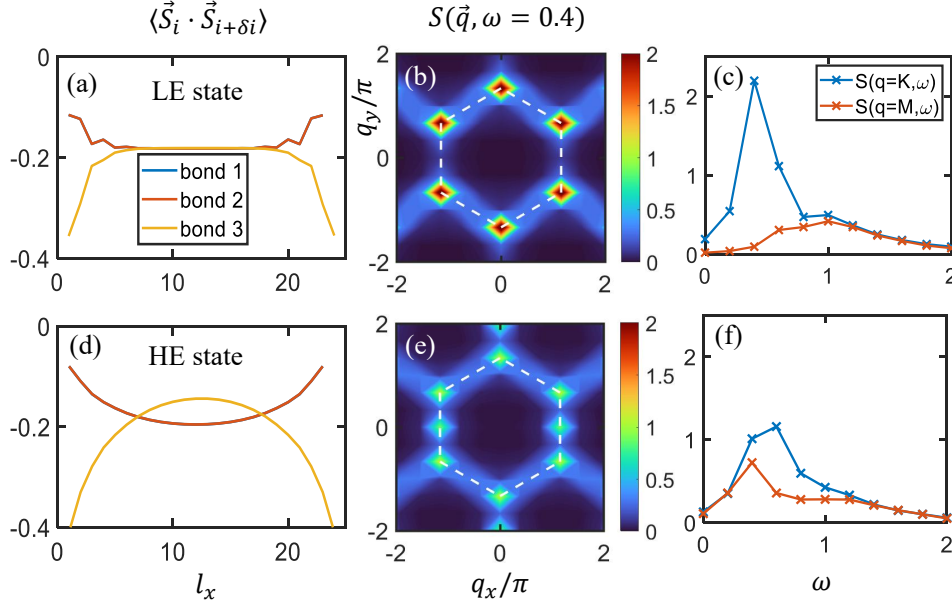 ⟨S⃗_i · S⃗_{i+δi}⟩
S(q⃗, ω = 0.4)
0
-0.2
-0.4
(a)
LE state
bond 1
bond 2
bond 3
0
10
20
2
0
-2
q_y/π
(b)
-2
0
2
2
1.5
1
0.5
0
(c)
S(q=K,ω)
S(q=M,ω)
2
1
0
0
1
2
0
-0.2
-0.4
(d)
HE state
0
10
20
l_x
2
0
-2
(e)
-2
0
2
q_x/π
2
1.5
1
0.5
0
(f)
2
1
0
0
1
2
ω